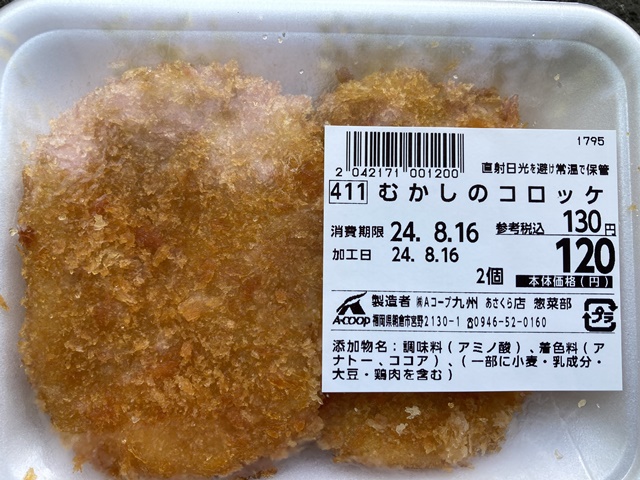 1795
2 042171 001200
直射日光を避け常温で保管
411 むかしのコロッケ
消費期限 24. 8.16 参考税込 130円
加工日 24. 8.16 120
2個 本体価格(円)
製造者 ㈱Aコープ九州 あさくら店 惣菜部
A-COOP 福岡県朝倉市宮野2130-1 ☎0946-52-0160
プラ
添加物名:調味料(アミノ酸)、着色料(ア
ナトー、ココア)、(一部に小麦・乳成分・
大豆・鶏肉を含む)